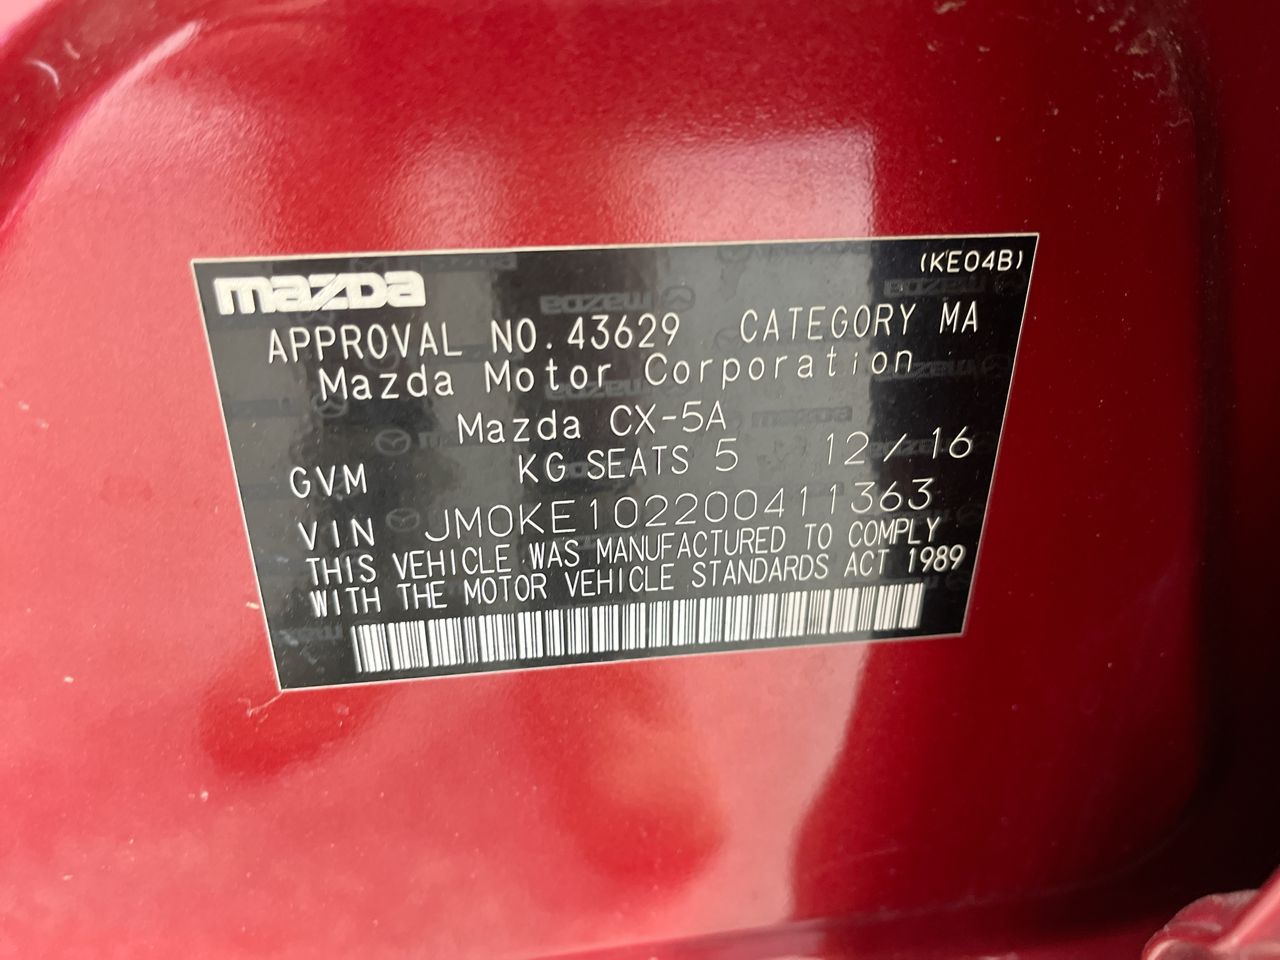 mazda (KE04B)
APPROVAL NO. 43629 CATEGORY MA
Mazda Motor Corporation
Mazda CX-5A
GVM KG SEATS 5 12/16
VIN JM0KE102200411363
THIS VEHICLE WAS MANUFACTURED TO COMPLY
WITH THE MOTOR VEHICLE STANDARDS ACT 1989